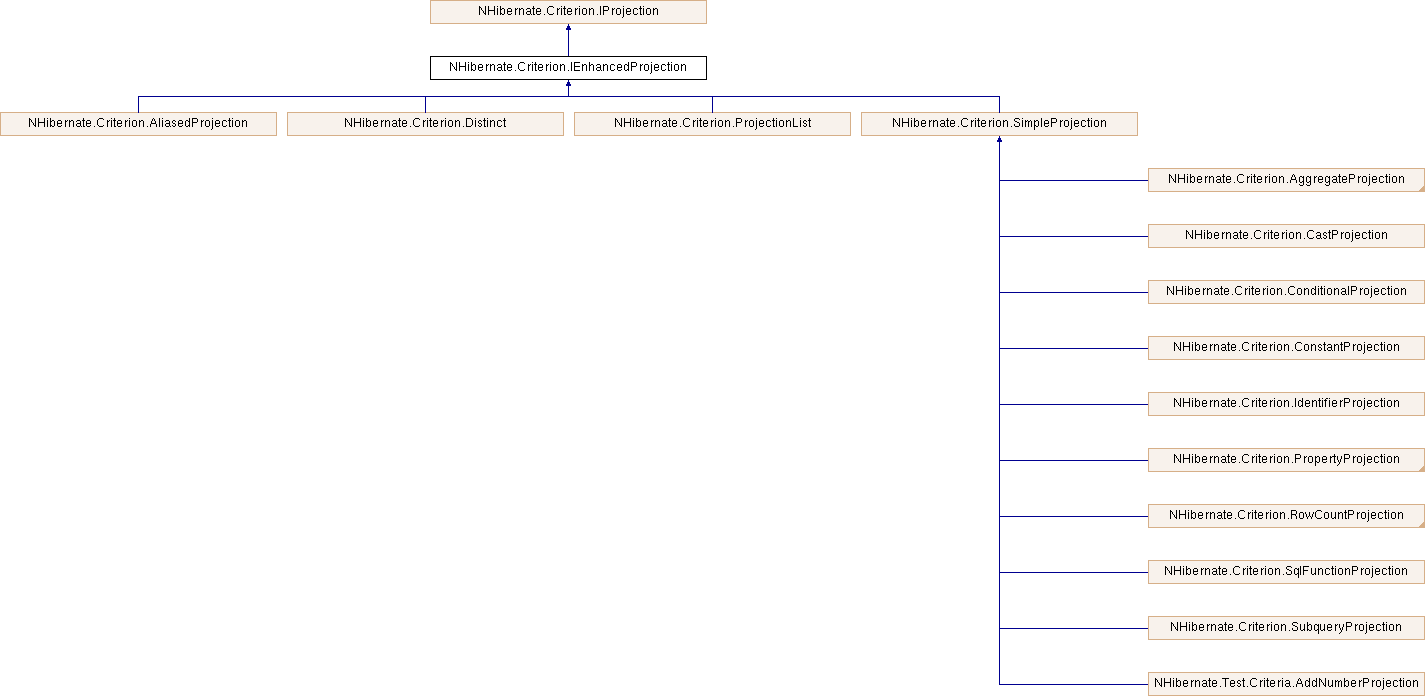 NHibernate.Criterion.IProjection
NHibernate.Criterion.IEnhancedProjection
NHibernate.Criterion.AliasedProjection
NHibernate.Criterion.Distinct
NHibernate.Criterion.ProjectionList
NHibernate.Criterion.SimpleProjection
NHibernate.Criterion.AggregateProjection
NHibernate.Criterion.CastProjection
NHibernate.Criterion.ConditionalProjection
NHibernate.Criterion.ConstantProjection
NHibernate.Criterion.IdentifierProjection
NHibernate.Criterion.PropertyProjection
NHibernate.Criterion.RowCountProjection
NHibernate.Criterion.SqlFunctionProjection
NHibernate.Criterion.SubqueryProjection
NHibernate.Test.Criteria.AddNumberProjection